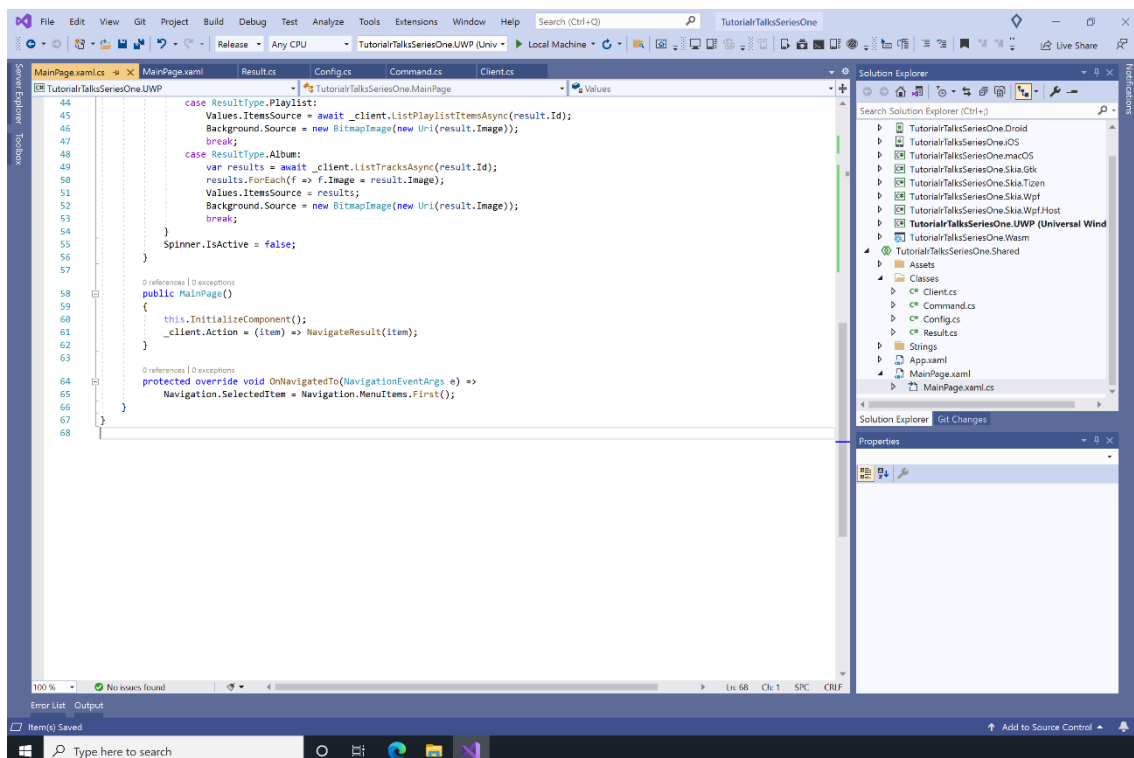 File Edit View Git Project Build Debug Test Analyze Tools Extensions Window Help Search (Ctrl+Q) TutorialrTalksSeriesOne
Release Any CPU TutorialrTalksSeriesOne.UWP (Univ Local Machine Live Share
Server Explorer
Toolbox
Notifications
MainPage.xaml.cs MainPage.xaml Result.cs Config.cs Command.cs Client.cs
TutorialrTalksSeriesOne.UWP TutorialrTalksSeriesOne.MainPage Values
44 case ResultType.Playlist:
45 Values.ItemsSource = await _client.ListPlaylistItemsAsync(result.Id);
46 Background.Source = new BitmapImage(new Uri(result.Image));
47 break;
48 case ResultType.Album:
49 var results = await _client.ListTracksAsync(result.Id);
50 results.ForEach(f => f.Image = result.Image);
51 Values.ItemsSource = results;
52 Background.Source = new BitmapImage(new Uri(result.Image));
53 break;
54 }
55 Spinner.IsActive = false;
56 }
57
0 references | 0 exceptions
58 public MainPage()
59 {
60 this.InitializeComponent();
61 _client.Action = (item) => NavigateResult(item);
62 }
63
0 references | 0 exceptions
64 protected override void OnNavigatedTo(NavigationEventArgs e) =>
65 Navigation.SelectedItem = Navigation.MenuItems.First();
66 }
67 }
68
100 % No issues found Ln: 68 Ch: 1 SPC CRLF
Solution Explorer
Search Solution Explorer (Ctrl+;)
TutorialrTalksSeriesOne.Droid
TutorialrTalksSeriesOne.iOS
TutorialrTalksSeriesOne.macOS
TutorialrTalksSeriesOne.Skia.Gtk
TutorialrTalksSeriesOne.Skia.Tizen
TutorialrTalksSeriesOne.Skia.Wpf
TutorialrTalksSeriesOne.Skia.Wpf.Host
TutorialrTalksSeriesOne.UWP (Universal Wind
TutorialrTalksSeriesOne.Wasm
TutorialrTalksSeriesOne.Shared
Assets
Classes
C# Client.cs
C# Command.cs
C# Config.cs
C# Result.cs
Strings
App.xaml
MainPage.xaml
MainPage.xaml.cs
Solution Explorer Git Changes
Properties
Error List Output
Item(s) Saved Add to Source Control
Type here to search